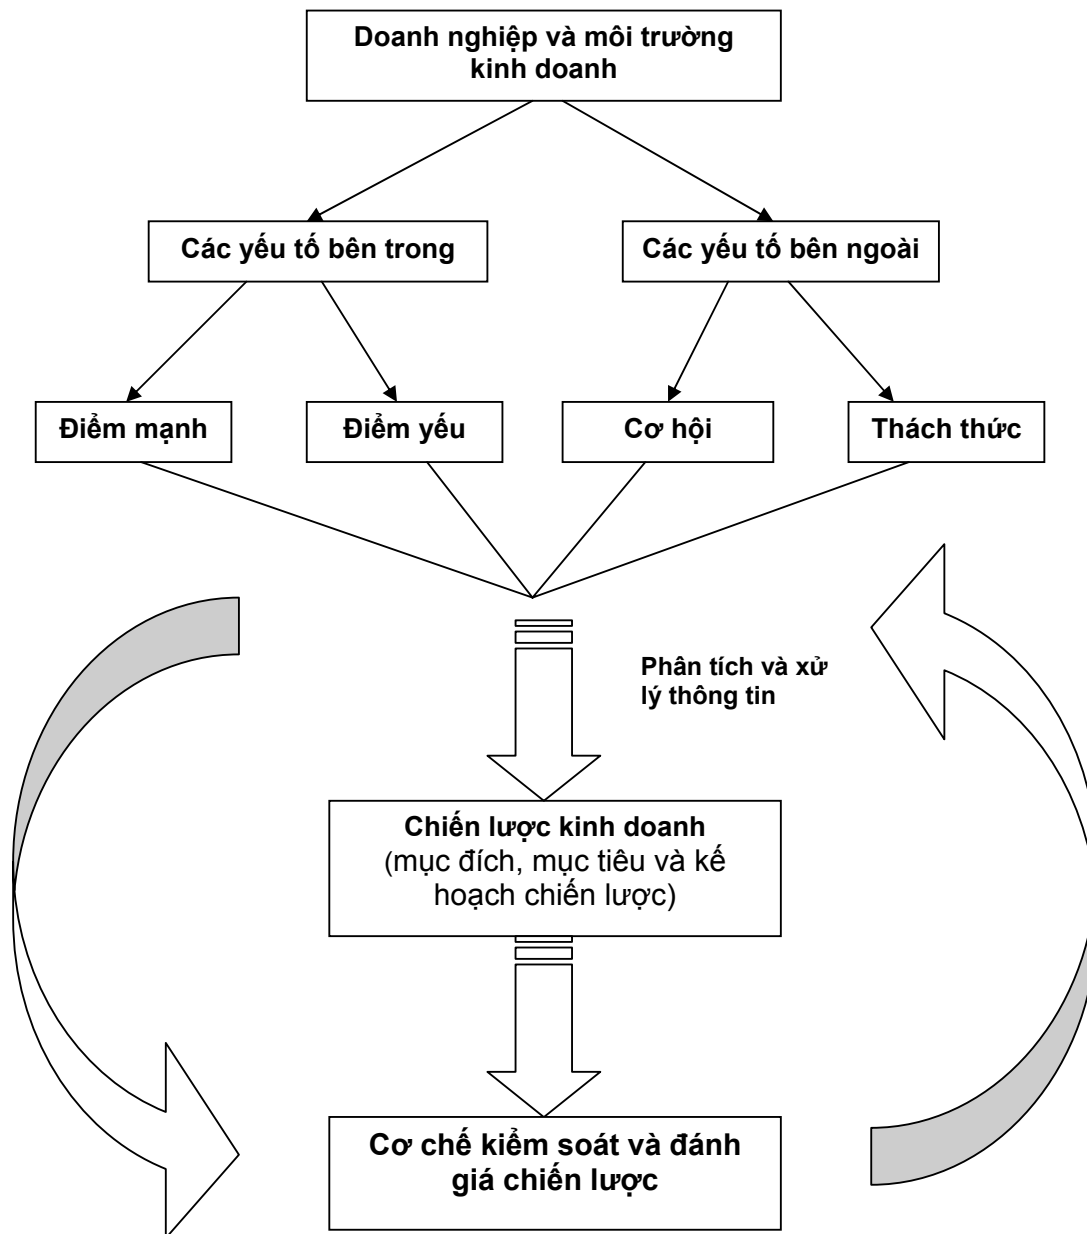 Doanh nghiệp và môi trường
kinh doanh
Các yếu tố bên trong
Các yếu tố bên ngoài
Điểm mạnh
Điểm yếu
Cơ hội
Thách thức
Phân tích và xử
lý thông tin
Chiến lược kinh doanh
(mục đích, mục tiêu và kế
hoạch chiến lược)
Cơ chế kiểm soát và đánh
giá chiến lược